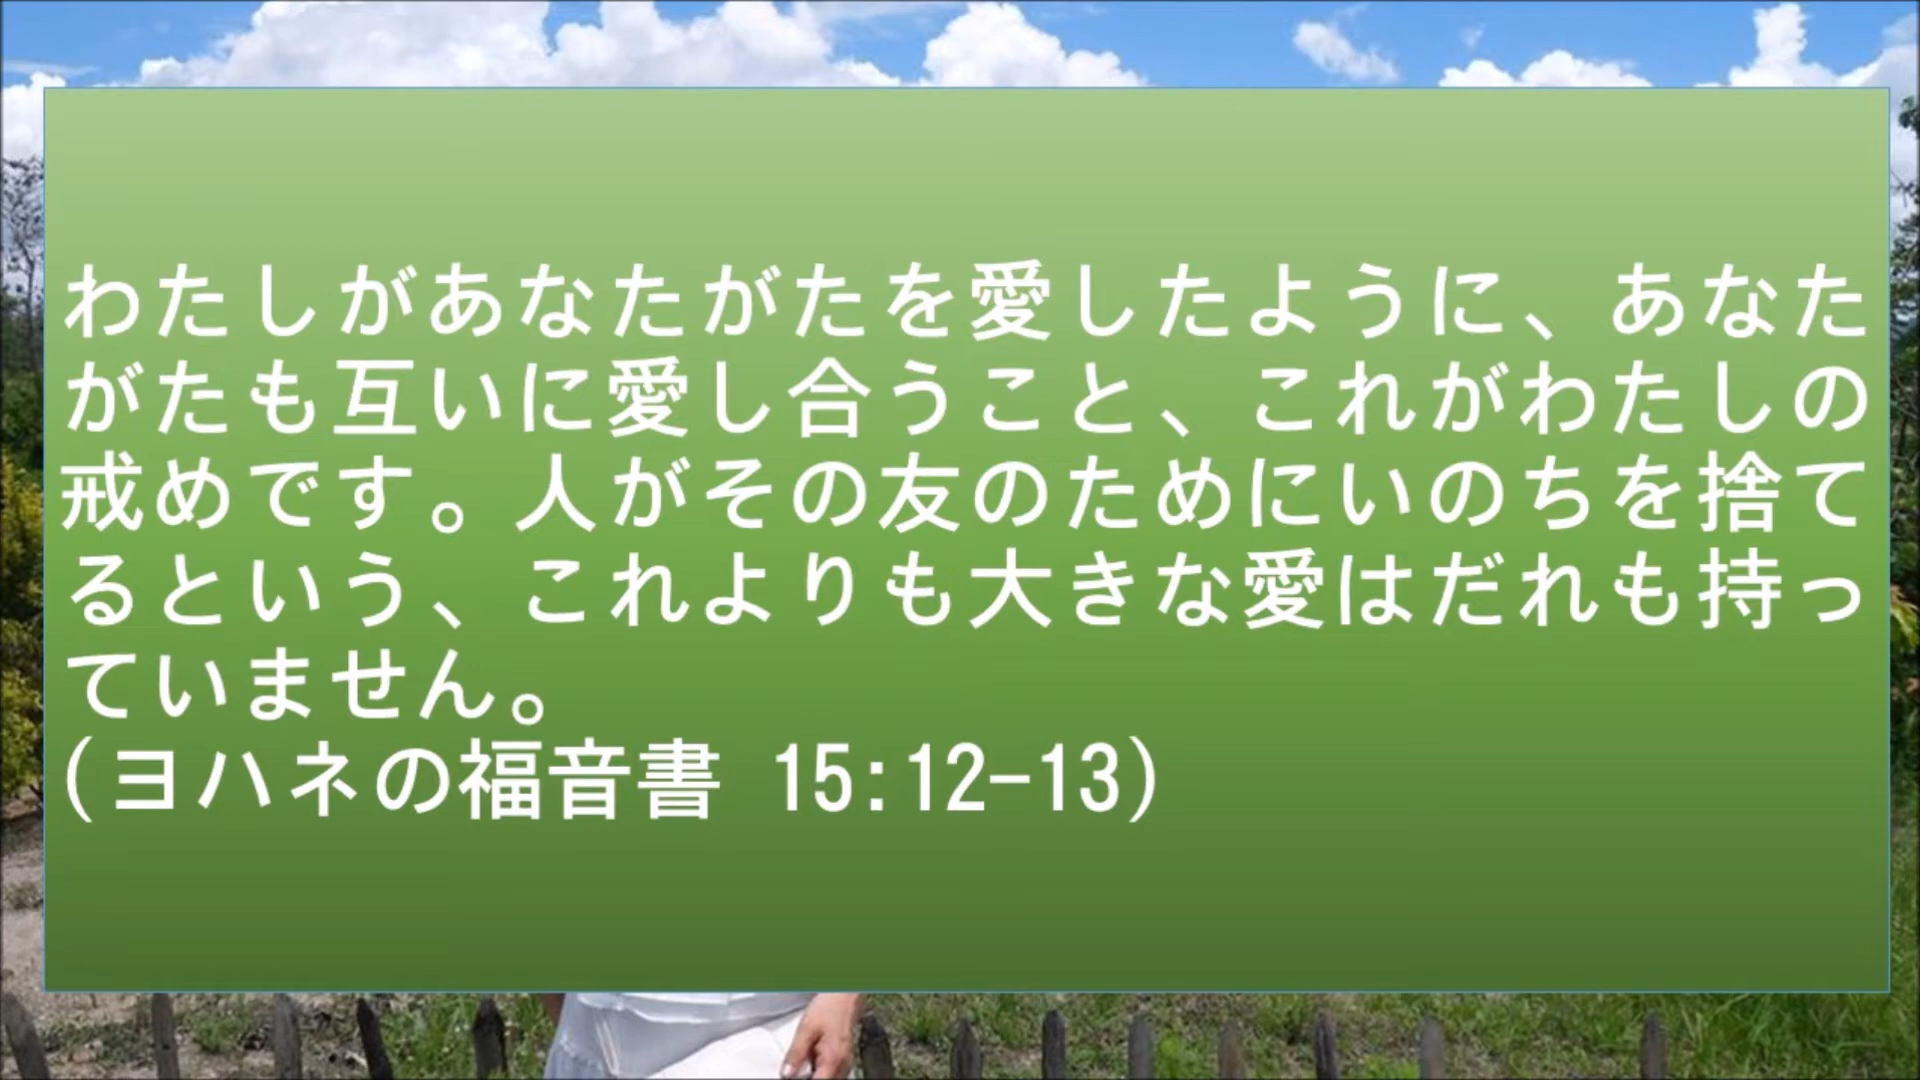 わたしがあなたがたを愛したように、あなた
がたも互いに愛し合うこと、これがわたしの
戒めです。人がその友のためにいのちを捨て
るという、これよりも大きな愛はだれも持っ
ていません。
(ヨハネの福音書 15:12-13)